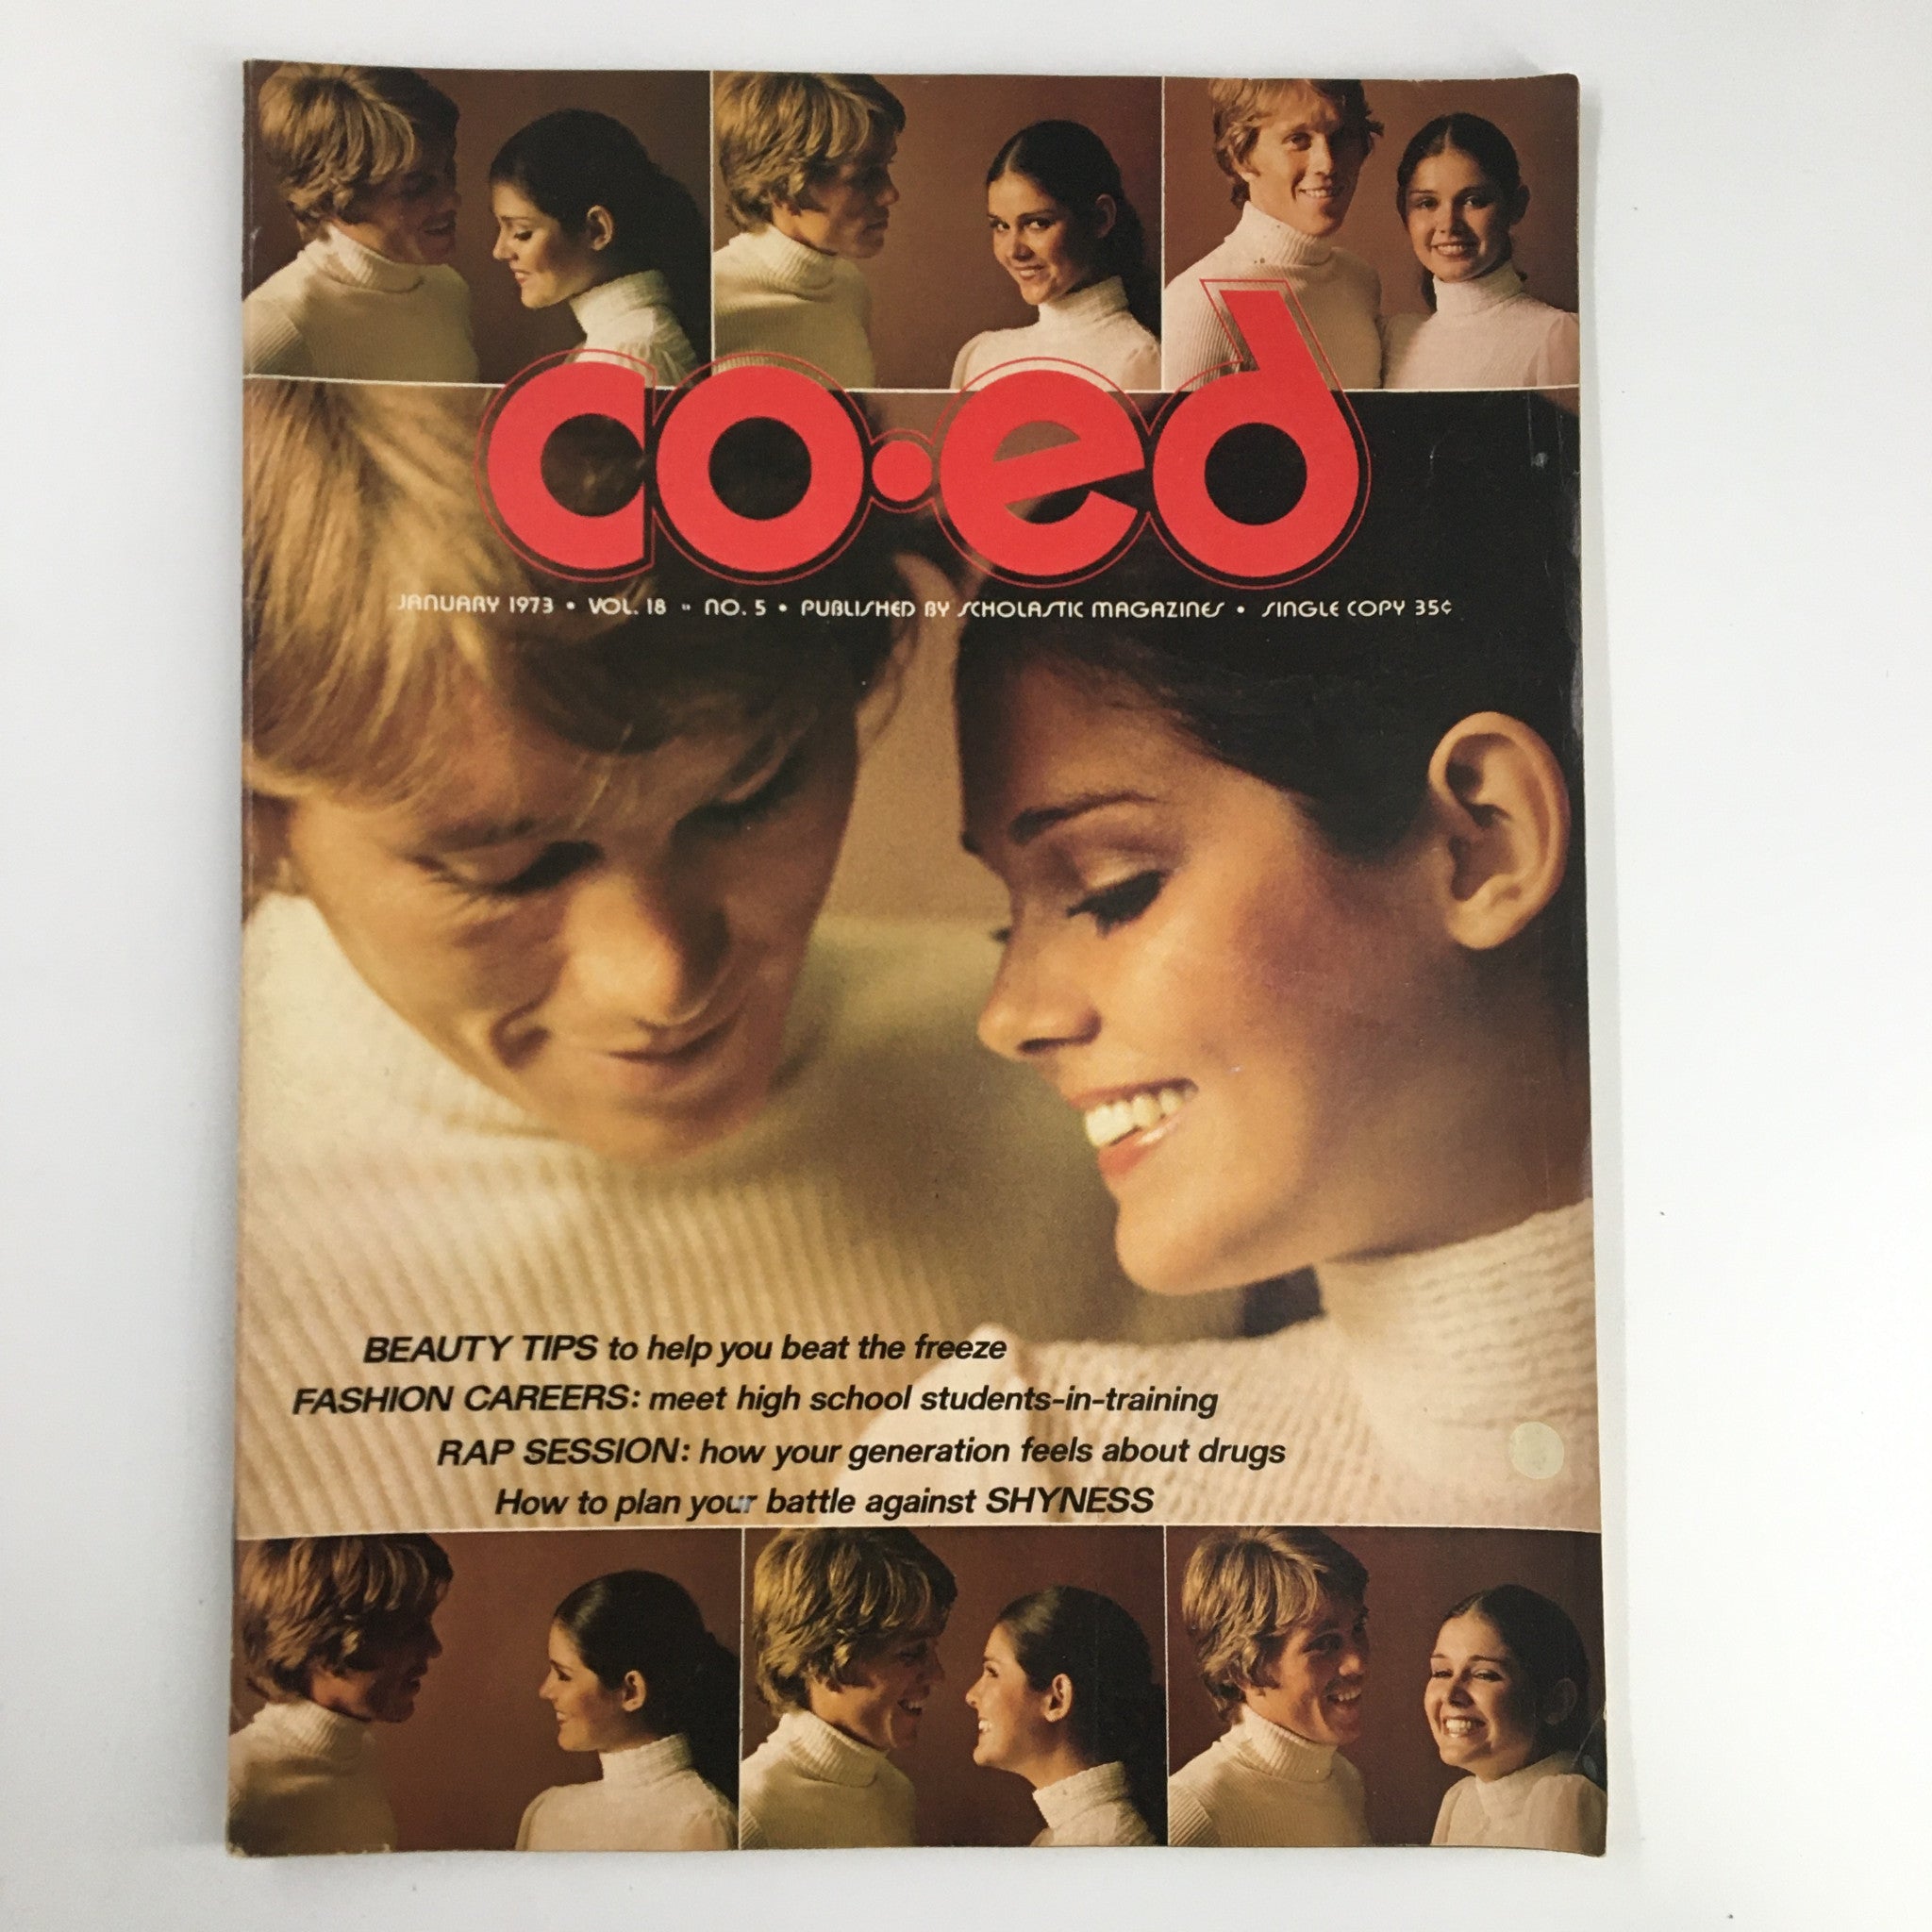 co·ed
JANUARY 1973 • VOL. 18 • NO. 5 • PUBLISHED BY SCHOLASTIC MAGAZINES • SINGLE COPY 35¢
BEAUTY TIPS to help you beat the freeze
FASHION CAREERS: meet high school students-in-training
RAP SESSION: how your generation feels about drugs
How to plan your battle against SHYNESS